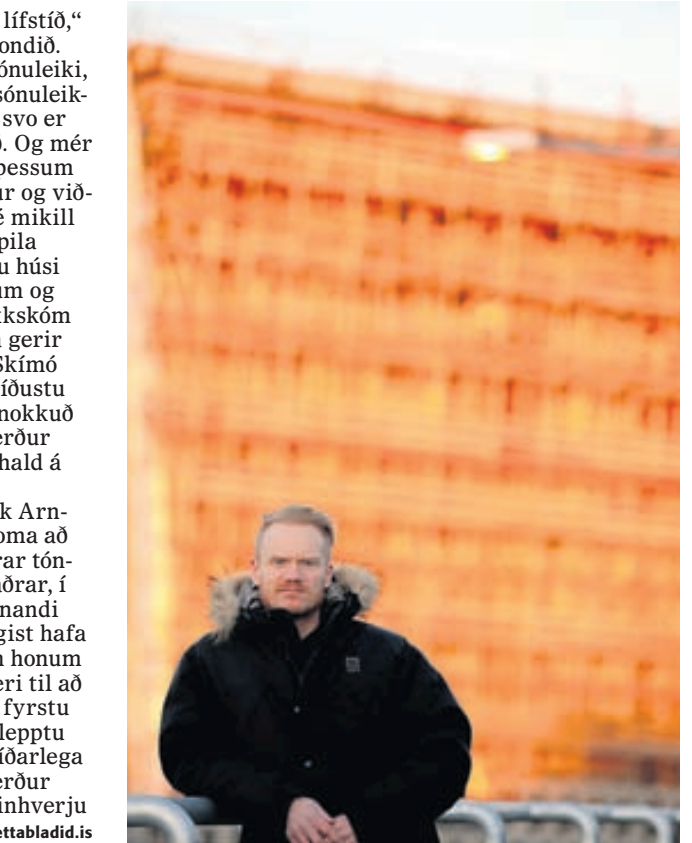 lífstíð,“
ondið.
ónuleiki,
sónuleik-
svo er
ð. Og mér
þessum
ur og við-
é mikill
pila
u húsi
um og
kkskóm
gerir
Skímó
íðustu
nokkuð
erður
hald á
k Arn-
oma að
rar tón-
ðrar, í
nandi
gist hafa
n honum
eri til að
fyrstu
lepptu
íðarlega
erður
inhverju
ettabladid.is